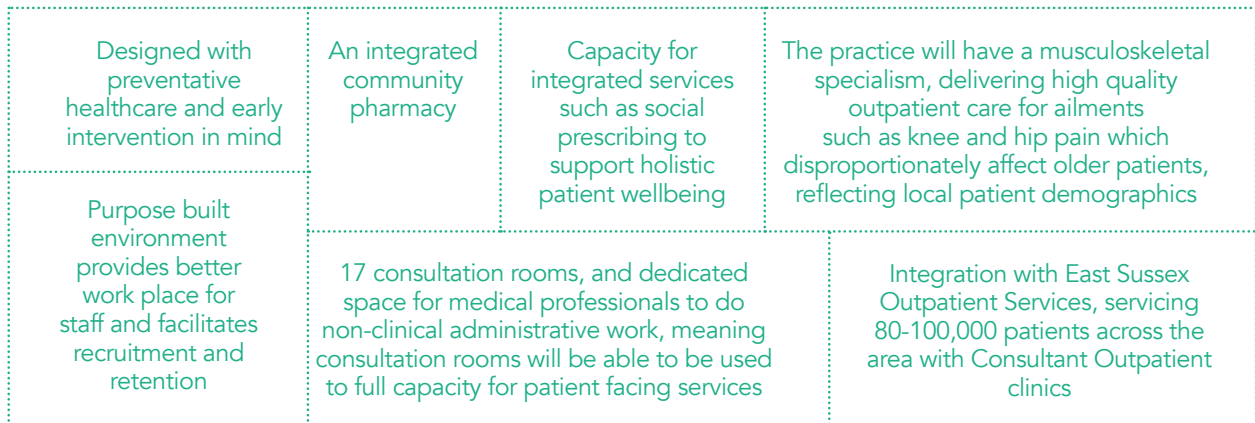 Designed with
preventative
healthcare and early
intervention in mind
An integrated
community
pharmacy
Capacity for
integrated services
such as social
prescribing to
support holistic
patient wellbeing
The practice will have a musculoskeletal
specialism, delivering high quality
outpatient care for ailments
such as knee and hip pain which
disproportionately affect older patients,
reflecting local patient demographics
Purpose built
environment
provides better
work place for
staff and facilitates
recruitment and
retention
17 consultation rooms, and dedicated
space for medical professionals to do
non-clinical administrative work, meaning
consultation rooms will be able to be used
to full capacity for patient facing services
Integration with East Sussex
Outpatient Services, servicing
80-100,000 patients across the
area with Consultant Outpatient
clinics